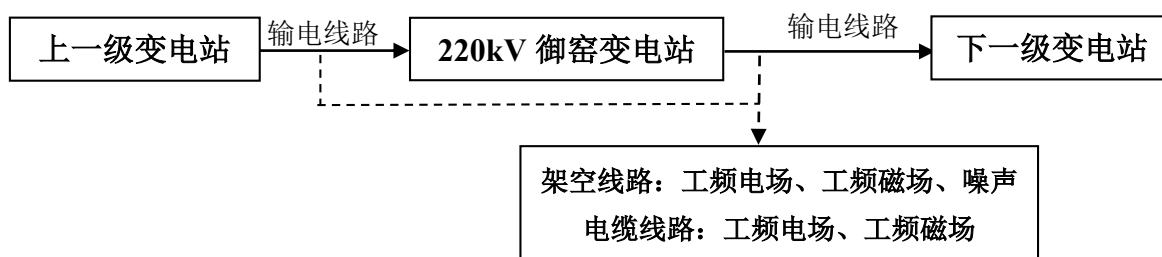 上一级变电站
输电线路
220kV 御窑变电站
输电线路
下一级变电站
架空线路：工频电场、工频磁场、噪声
电缆线路：工频电场、工频磁场